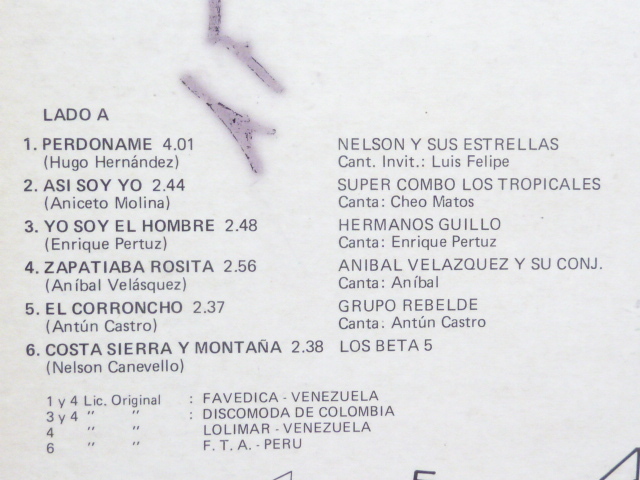 LADO A
1. PERDONAME 4.01 NELSON Y SUS ESTRELLAS
(Hugo Hernández) Cant. Invit.: Luis Felipe
2. ASI SOY YO 2.44 SUPER COMBO LOS TROPICALES
(Aniceto Molina) Canta: Cheo Matos
3. YO SOY EL HOMBRE 2.48 HERMANOS GUILLO
(Enrique Pertuz) Canta: Enrique Pertuz
4. ZAPATIABA ROSITA 2.56 ANIBAL VELAZQUEZ Y SU CONJ.
(Aníbal Velásquez) Canta: Aníbal
5. EL CORRONCHO 2.37 GRUPO REBELDE
(Antún Castro) Canta: Antún Castro
6. COSTA SIERRA Y MONTAÑA 2.38 LOS BETA 5
(Nelson Canevello)
1 y 4 Lic. Original : FAVEDICA - VENEZUELA
3 y 4 " " : DISCOMODA DE COLOMBIA
4 " " LOLIMAR - VENEZUELA
6 " " F. T. A. - PERU